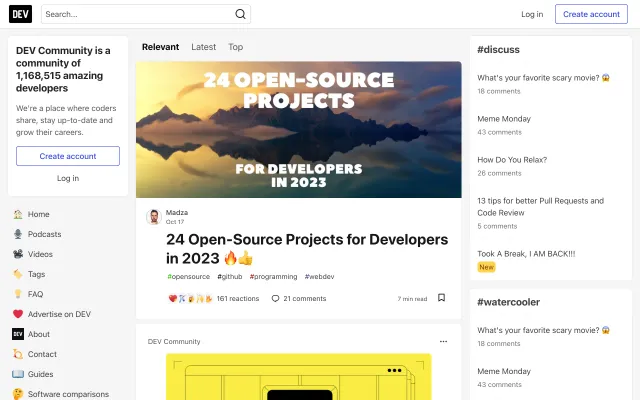 DEV
Search...
Log in
Create account
DEV Community is a
community of
1,168,515 amazing
developers
We're a place where coders
share, stay up-to-date and
grow their careers.
Create account
Log in
Home
Podcasts
Videos
Tags
FAQ
Advertise on DEV
DEV
About
Contact
Guides
Software comparisons
Relevant
Latest
Top
24 OPEN-SOURCE
PROJECTS
FOR DEVELOPERS
IN 2023
Madza
Oct 17
24 Open-Source Projects for Developers
in 2023 🔥👍
#opensource #github #programming #webdev
161 reactions
21 comments
7 min read
DEV Community
#discuss
What's your favorite scary movie? 😱
18 comments
Meme Monday
43 comments
How Do You Relax?
26 comments
13 tips for better Pull Requests and
Code Review
5 comments
Took A Break, I AM BACK!!!
New
#watercooler
What's your favorite scary movie? 😱
18 comments
Meme Monday
43 comments